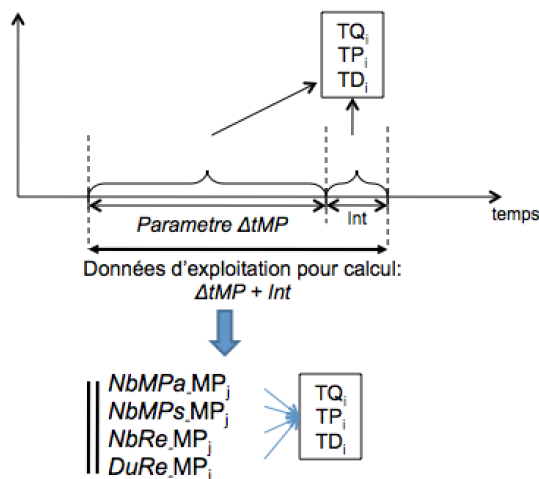 TQi
TPi
TDi
Parametre ΔtMP
Int
temps
Données d'exploitation pour calcul:
ΔtMP + Int
NbMPa_MPj
NbMPs_MPj
NbRe_MPj
DuRe_MPj
TQi
TPi
TDi